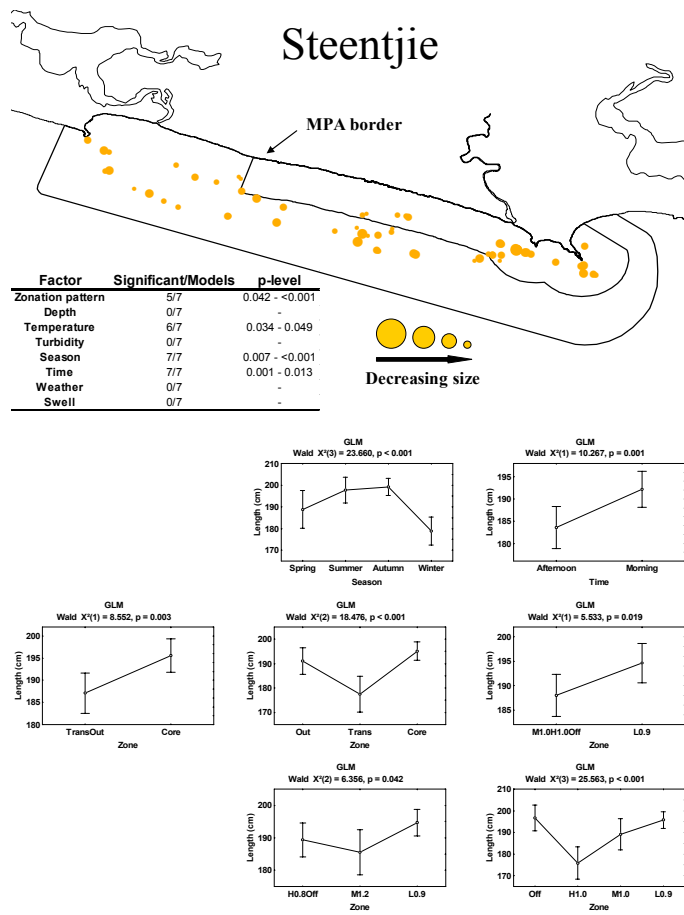 Steentjie
MPA border
Factor Significant/Models p-level
Zonation pattern 5/7 0.042 - <0.001
Depth 0/7 -
Temperature 6/7 0.034 - 0.049
Turbidity 0/7 -
Season 7/7 0.007 - <0.001
Time 7/7 0.001 - 0.013
Weather 0/7 -
Swell 0/7 -
Decreasing size
GLM
Wald X²(3) = 23.660, p < 0.001
210
200
190
180
170
Length (cm)
Spring Summer Autumn Winter
Season
GLM
Wald X²(1) = 10.267, p = 0.001
195
190
185
180
Length (cm)
Afternoon Morning
Time
GLM
Wald X²(1) = 8.552, p = 0.003
200
195
190
185
180
Length (cm)
TransOut Core
Zone
GLM
Wald X²(2) = 18.476, p < 0.001
200
190
180
170
Length (cm)
Out Trans Core
Zone
GLM
Wald X²(1) = 5.533, p = 0.019
200
195
190
185
Length (cm)
M1.0H1.0Off L0.9
Zone
GLM
Wald X²(2) = 6.356, p = 0.042
200
190
180
Length (cm)
H0.8Off M1.2 L0.9
Zone
GLM
Wald X²(3) = 25.563, p < 0.001
210
200
190
180
170
Length (cm)
Off H1.0 M1.0 L0.9
Zone